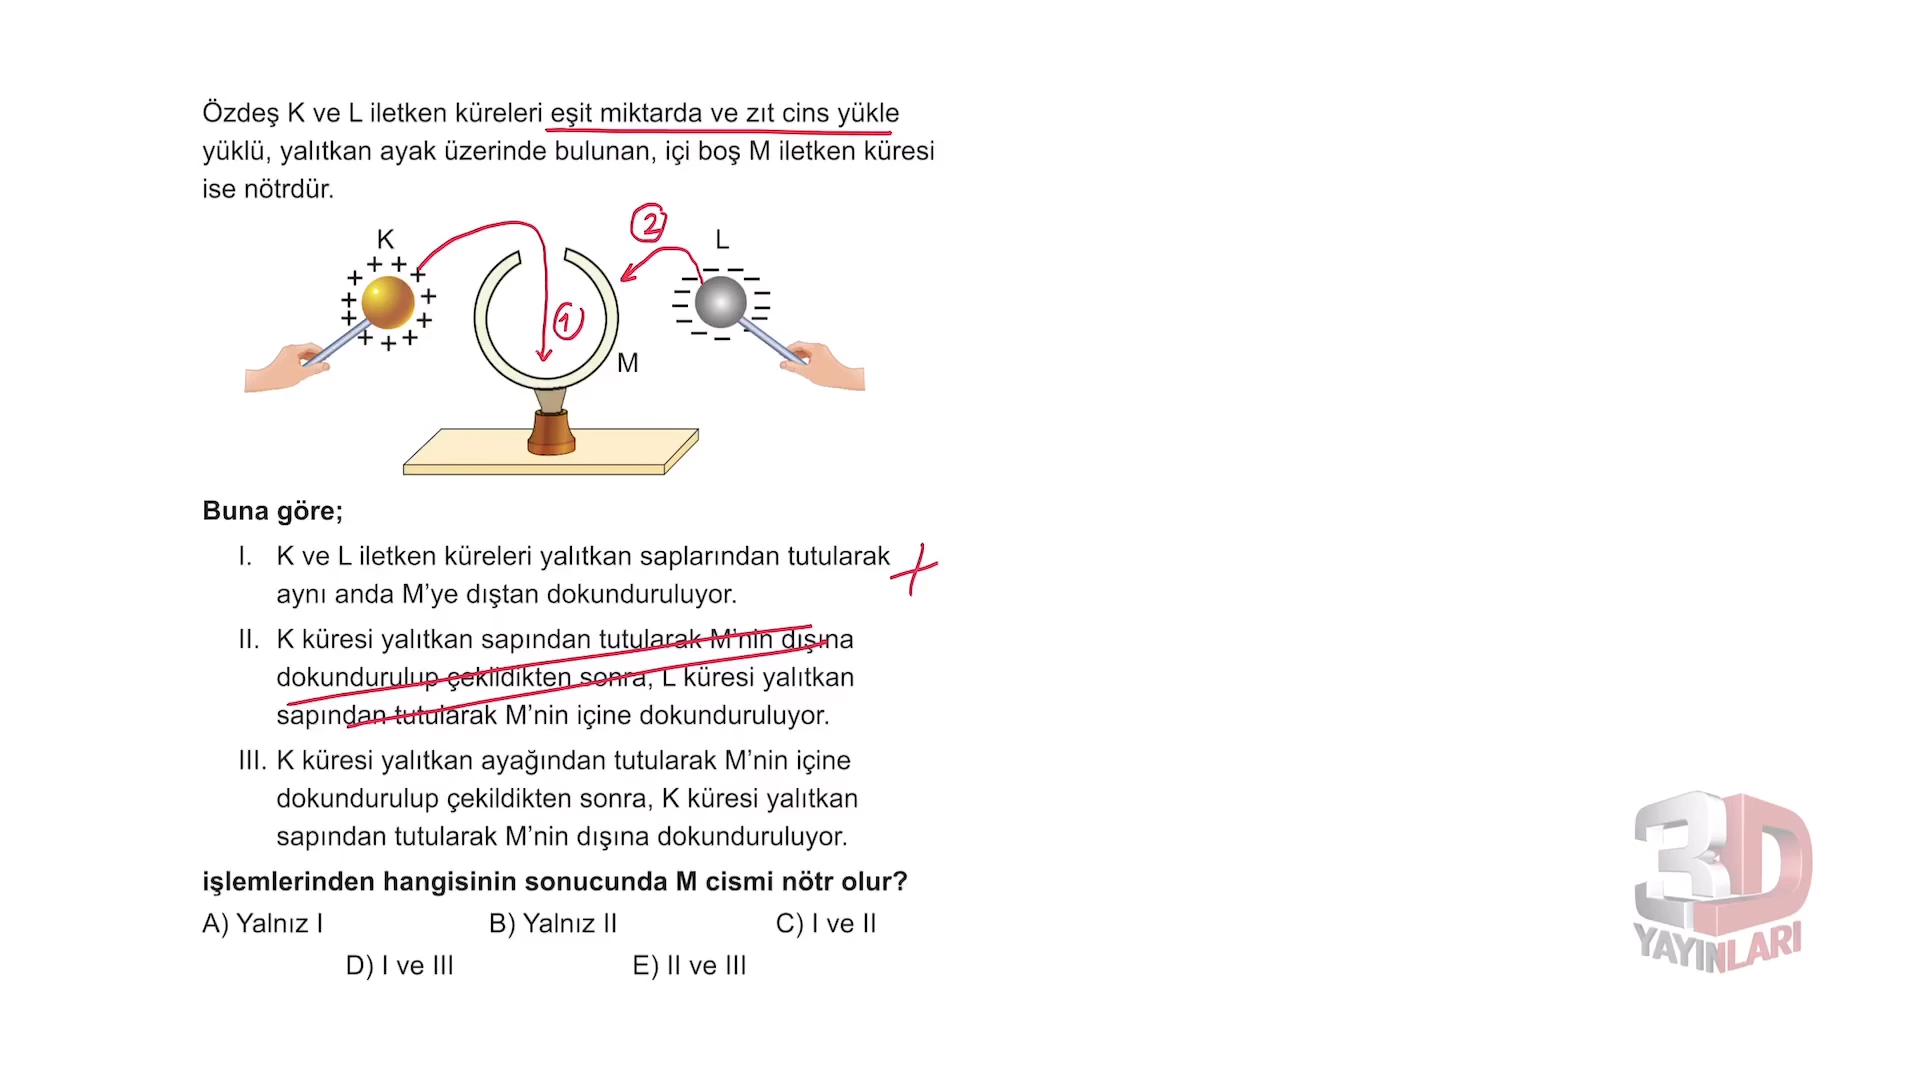 Özdeş K ve L iletken küreleri eşit miktarda ve zıt cins yükle
yüklü, yalıtkan ayak üzerinde bulunan, içi boş M iletken küresi
ise nötrdür.
K
2
L
1
M
Buna göre;
I. K ve L iletken küreleri yalıtkan saplarından tutularak
aynı anda M'ye dıştan dokunduruluyor.
II. K küresi yalıtkan sapından tutularak M'nin dışına
dokundurulup çekildikten sonra, L küresi yalıtkan
sapından tutularak M'nin içine dokunduruluyor.
III. K küresi yalıtkan ayağından tutularak M'nin içine
dokundurulup çekildikten sonra, K küresi yalıtkan
sapından tutularak M'nin dışına dokunduruluyor.
işlemlerinden hangisinin sonucunda M cismi nötr olur?
A) Yalnız I B) Yalnız II C) I ve II
D) I ve III E) II ve III
3D
YAYINLARI